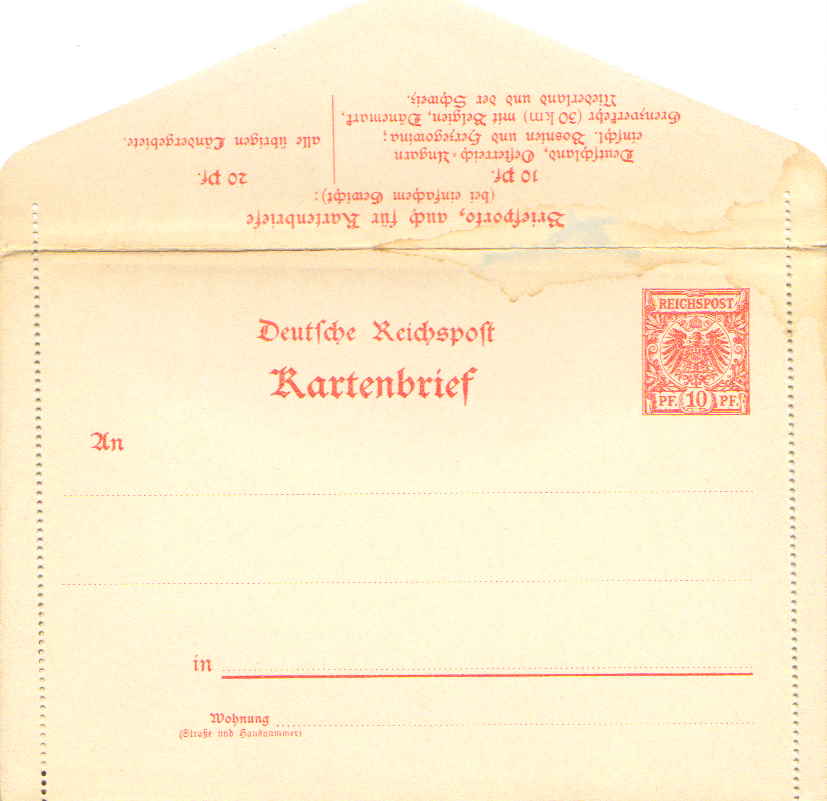 Briefporto, auch für Kartenbriefe
(bei einfachem Gewicht):
10 Pf.
Deutschland, Oesterreich-Ungarn
einschl. Bosnien und Herzegowina;
Grenzverkehr (30 km) mit Belgien, Dänemark,
Niederland und der Schweiz.
20 Pf.
alle übrigen Ländergebiete.
Deutsche Reichspost
Kartenbrief
REICHSPOST
PF. 10 PF.
An
in
Wohnung
(Straße und Hausnummer)